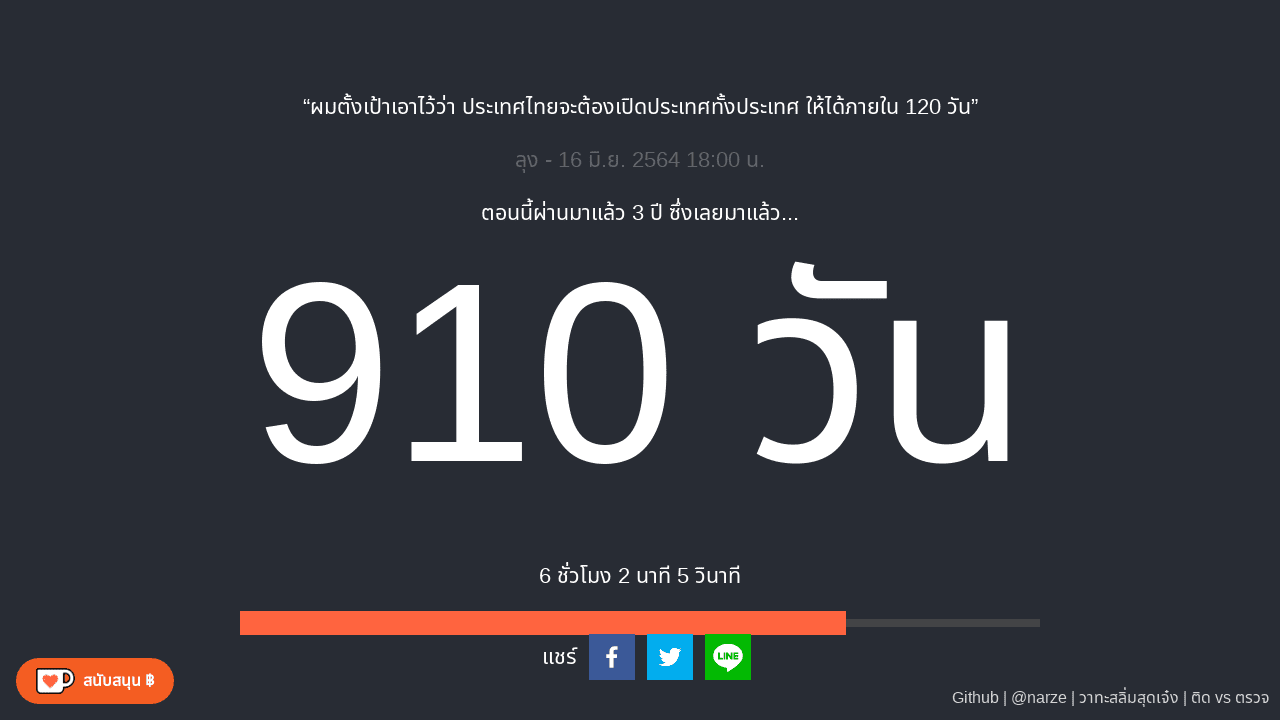 “ผมตั้งเป้าเอาไว้ว่า ประเทศไทยจะต้องเปิดประเทศทั้งประเทศ ให้ได้ภายใน 120 วัน”
ลุง - 16 มิ.ย. 2564 18:00 น.
ตอนนี้ผ่านมาแล้ว 3 ปี ซึ่งเลยมาแล้ว...
910 วัน
6 ชั่วโมง 2 นาที 5 วินาที
แชร์
LINE
สนับสนุน ฿
Github | @narze | วาทะสลิ่มสุดเจ๋ง | ติด vs ตรวจ